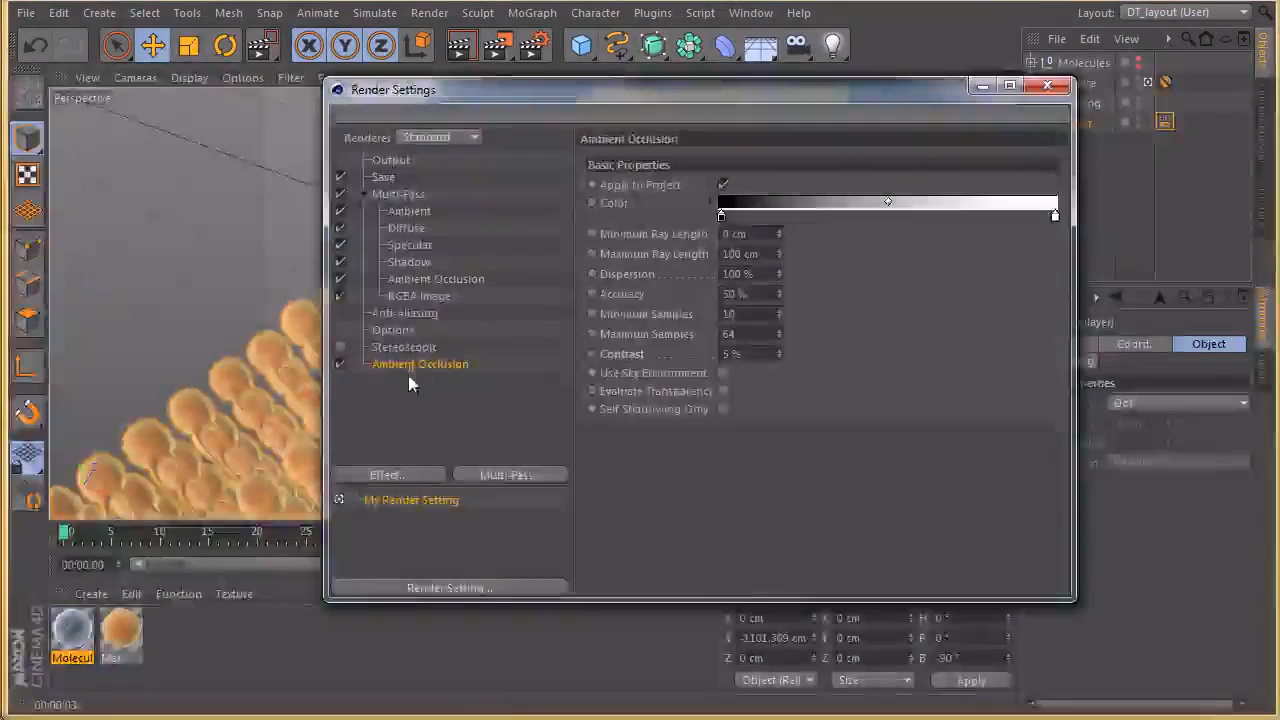 File Edit Create Select Tools Mesh Snap Animate Simulate Render Sculpt MoGraph Character Plugins Script Window Help
Layout: DT_layout (User)
File Edit View
View Cameras Display Options Filter
Perspective
Molecules
Objects
Render Settings
Renderer Standard
Output
Save
Multi-Pass
Ambient
Diffuse
Specular
Shadow
Ambient Occlusion
RGBA Image
Anti-aliasing
Options
Stereoscopic
Ambient Occlusion
Effect... Multi-Pass...
My Render Setting
Render Setting...
Ambient Occlusion
Basic Properties
Apply to Project
Color
Minimum Ray Length 0 cm
Maximum Ray Length 100 cm
Dispersion 100 %
Accuracy 50 %
Minimum Samples 10
Maximum Samples 64
Contrast 5 %
Use Sky Environment
Evaluate Transparency
Self Shadowing Only
Coord. Object
0 5 10 15 20 25
00:00:00
Create Edit Function Texture
Molecul Mat
MAXON CINEMA 4D
X 0 cm X 0 cm H 0 °
Y -1101.309 cm Y 0 cm P 0 °
Z 0 cm Z 0 cm B -90 °
Object (Rel) Size Apply
00:00:03